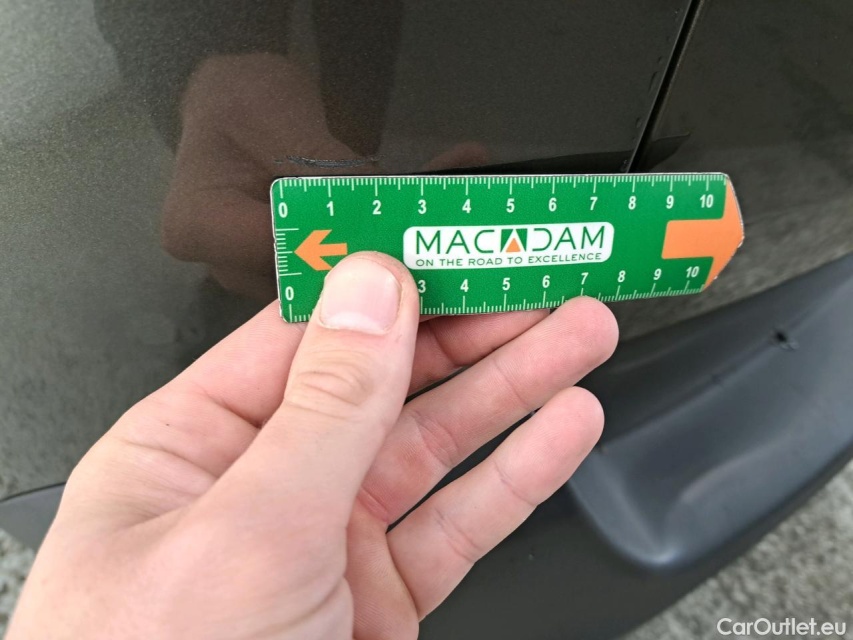 0 1 2 3 4 5 6 7 8 9 10
MACADAM
ON THE ROAD TO EXCELLENCE
0 3 4 5 6 7 8 9 10
CarOutlet.eu